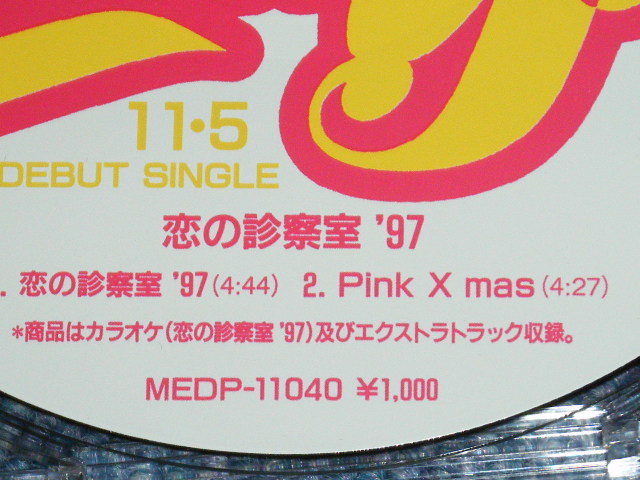 11・5
DEBUT SINGLE
恋の診察室 '97
. 恋の診察室 '97(4:44) 2. Pink X mas(4:27)
*商品はカラオケ(恋の診察室 '97)及びエクストラトラック収録。
MEDP-11040 ¥1,000